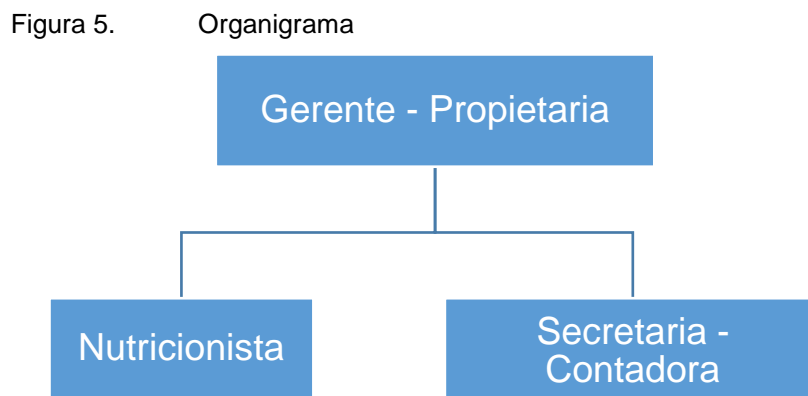 Figura 5. Organigrama
Gerente - Propietaria
Nutricionista
Secretaria -
Contadora